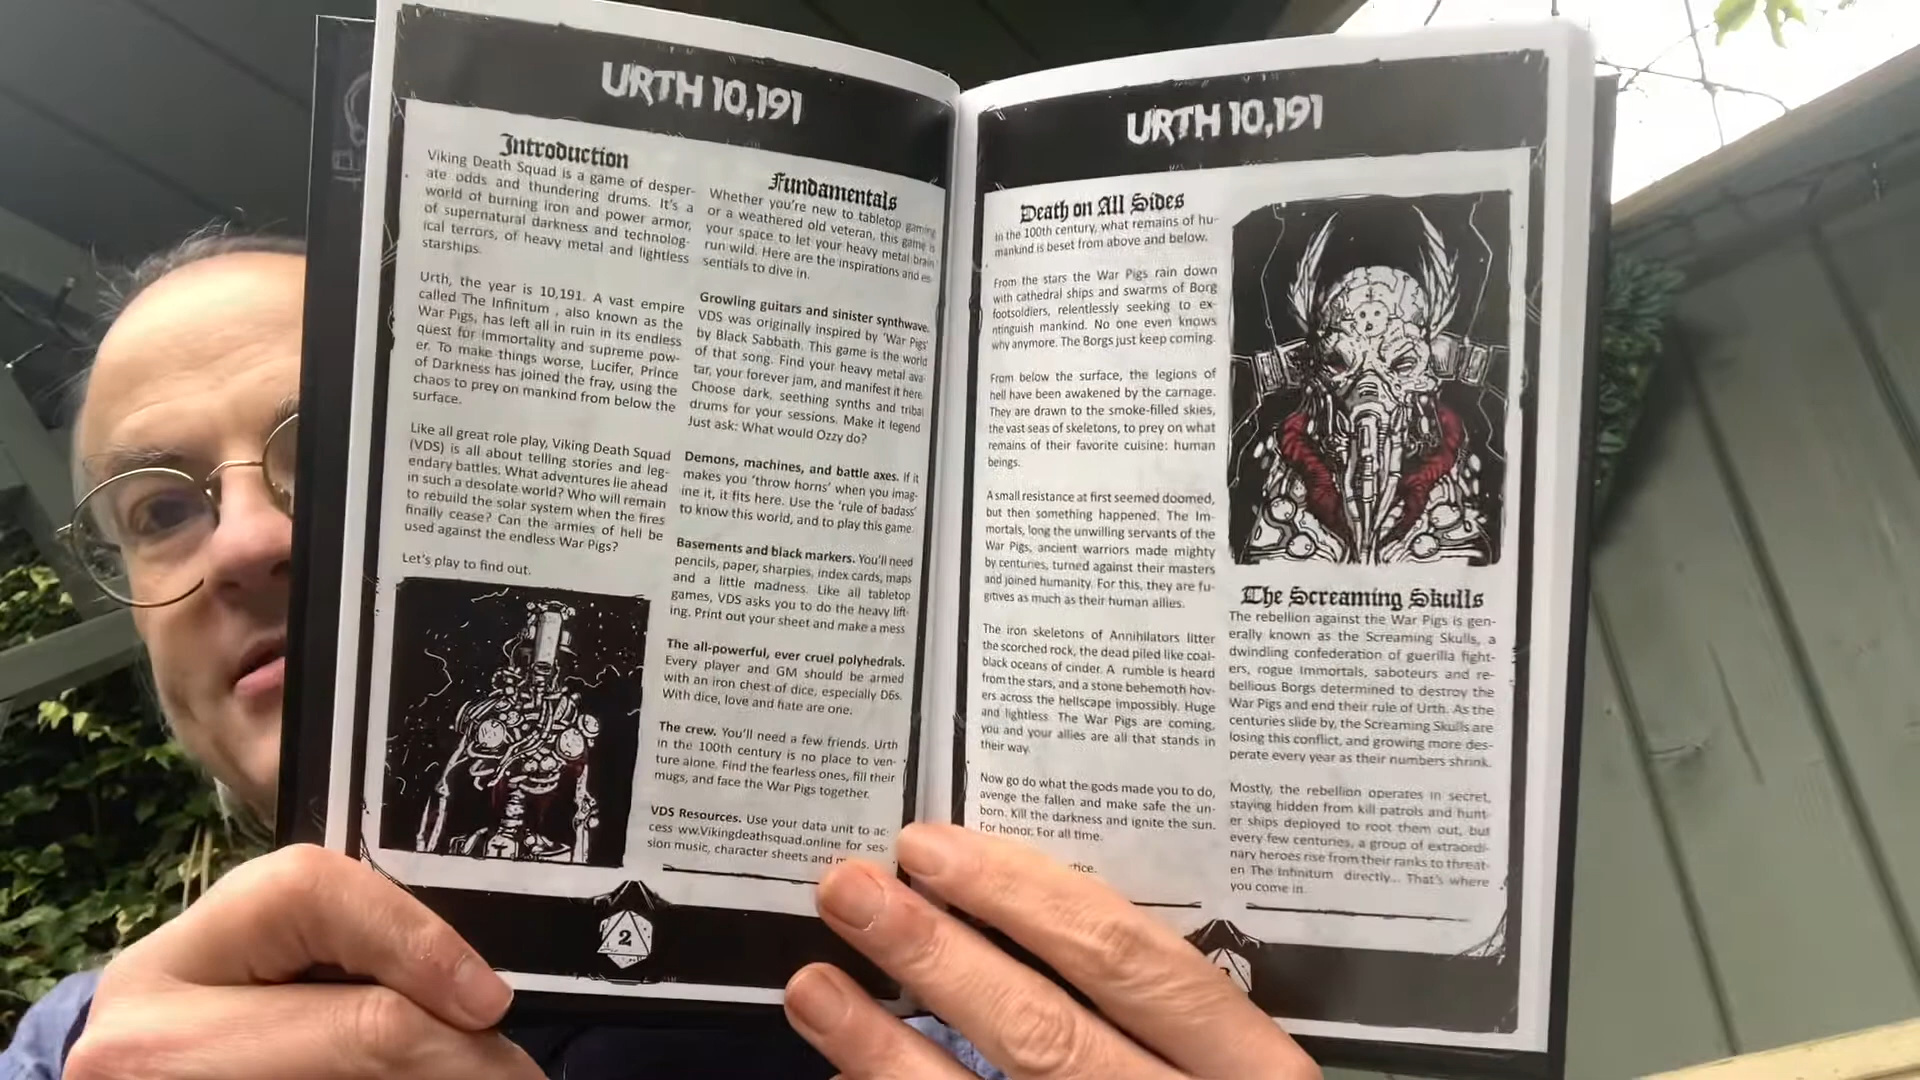 URTH 10,191
Introduction
Viking Death Squad is a game of desper-
ate odds and thundering drums. It's a
world of burning iron and power armor,
of supernatural darkness and technolog-
ical terrors, of heavy metal and lightless
starships.
Urth, the year is 10,191. A vast empire
called The Infinitum , also known as the
War Pigs, has left all in ruin in its endless
quest for immortality and supreme pow-
er. To make things worse, Lucifer, Prince
of Darkness has joined the fray, using the
chaos to prey on mankind from below the
surface.
Like all great role play, Viking Death Squad
(VDS) is all about telling stories and leg-
endary battles. What adventures lie ahead
in such a desolate world? Who will remain
to rebuild the solar system when the fires
finally cease? Can the armies of hell be
used against the endless War Pigs?
Let's play to find out.
Fundamentals
Whether you're new to tabletop gaming
or a weathered old veteran, this game is
your space to let your heavy metal brain
run wild. Here are the inspirations and es-
sentials to dive in.
Growling guitars and sinister synthwave.
VDS was originally inspired by 'War Pigs'
by Black Sabbath. This game is the world
of that song. Find your heavy metal ava
tar, your forever jam, and manifest it here.
Choose dark, seething synths and tribal
drums for your sessions. Make it legend
Just ask: What would Ozzy do?
Demons, machines, and battle axes. If it
makes you 'throw horns' when you imag-
ine it, it fits here. Use the 'rule of badass'
to know this world, and to play this game.
Basements and black markers. You'll need
pencils, paper, sharpies, index cards, maps
and a little madness. Like all tabletop
games, VDS asks you to do the heavy lift-
ing. Print out your sheet and make a mess
The all-powerful, ever cruel polyhedrals.
Every player and GM should be armed
with an iron chest of dice, especially D6s.
With dice, love and hate are one.
The crew. You'll need a few friends. Urth
in the 100th century is no place to ven-
ture alone. Find the fearless ones, fill their
mugs, and face the War Pigs together.
VDS Resources. Use your data unit to ac-
cess ww.Vikingdeathsquad.online for ses-
sion music, character sheets and
2
URTH 10,191
Death on All Sides
In the 100th century, what remains of hu-
mankind is beset from above and below.
From the stars the War Pigs rain down
with cathedral ships and swarms of Borg
footsoldiers, relentlessly seeking to ex-
ntinguish mankind. No one even knows
why anymore. The Borgs just keep coming.
From below the surface, the legions of
hell have been awakened by the carnage.
They are drawn to the smoke-filled skies,
the vast seas of skeletons, to prey on what
remains of their favorite cuisine: human
beings.
A small resistance at first seemed doomed,
but then something happened. The Im-
mortals, long the unwilling servants of the
War Pigs, ancient warriors made mighty
by centuries, turned against their masters
and joined humanity. For this, they are fu-
gitives as much as their human allies.
The iron skeletons of Annihilators litter
the scorched rock, the dead piled like coal-
black oceans of cinder. A rumble is heard
from the stars, and a stone behemoth hov-
ers across the hellscape impossibly. Huge
and lightless. The War Pigs are coming,
you and your allies are all that stands in
their way.
Now go do what the gods made you to do,
avenge the fallen and make safe the un-
born. Kill the darkness and ignite the sun.
For honor. For all time.
The Screaming Skulls
The rebellion against the War Pigs is gen-
erally known as the Screaming Skulls, a
dwindling confederation of guerilla fight-
ers, rogue Immortals, saboteurs and re-
bellious Borgs determined to destroy the
War Pigs and end their rule of Urth. As the
centuries slide by, the Screaming Skulls are
losing this conflict, and growing more des-
perate every year as their numbers shrink.
Mostly, the rebellion operates in secret,
staying hidden from kill patrols and hunt-
er ships deployed to root them out, but
every few centuries, a group of extraordi-
nary heroes rise from their ranks to threat-
en The Infinitum directly... That's where
you come in.